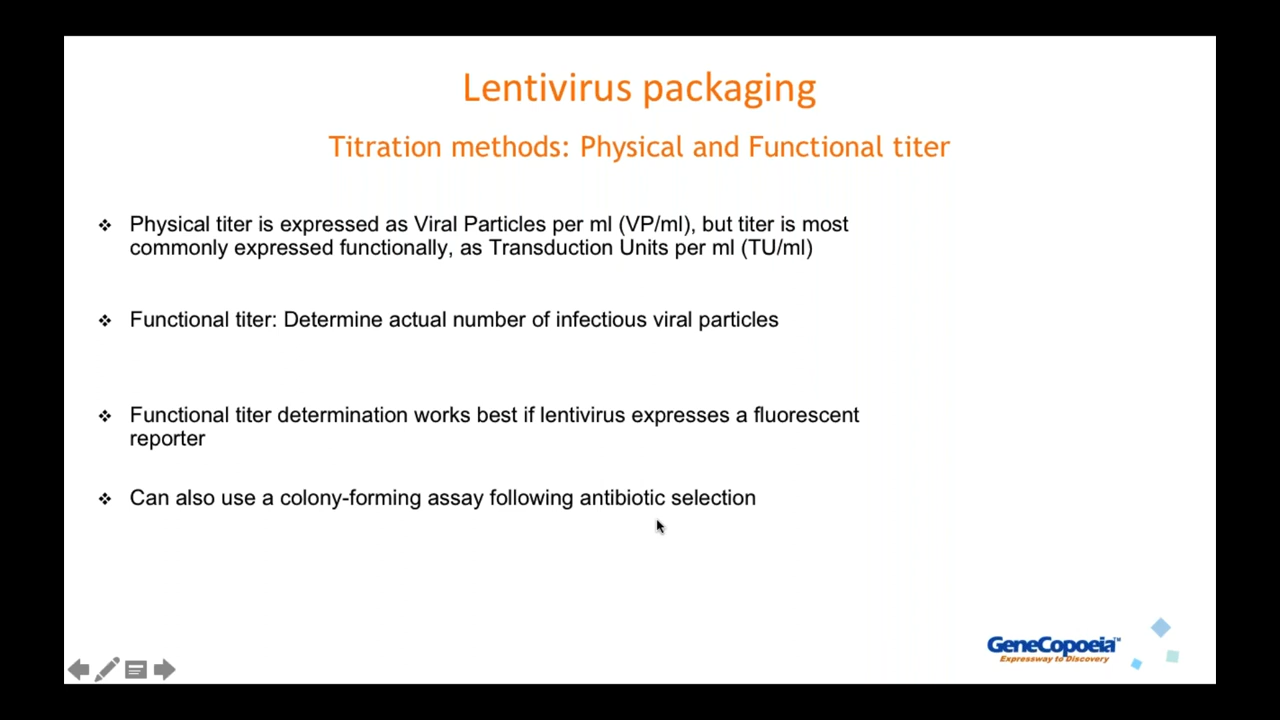 Lentivirus packaging
Titration methods: Physical and Functional titer
❖ Physical titer is expressed as Viral Particles per ml (VP/ml), but titer is most
commonly expressed functionally, as Transduction Units per ml (TU/ml)
❖ Functional titer: Determine actual number of infectious viral particles
❖ Functional titer determination works best if lentivirus expresses a fluorescent
reporter
❖ Can also use a colony-forming assay following antibiotic selection
GeneCopoeia™
Expressway to Discovery